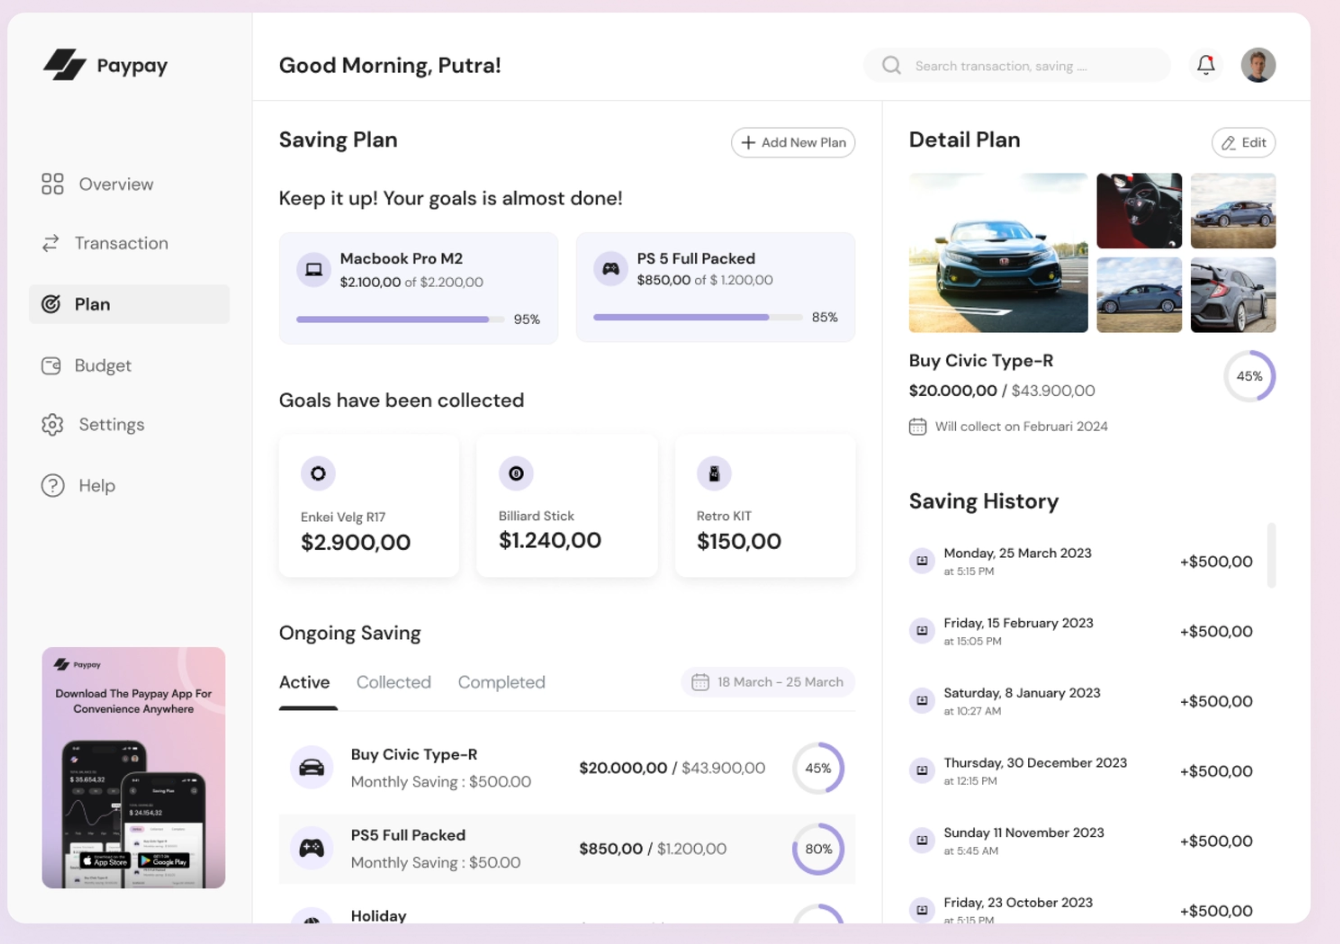 Paypay
Overview
Transaction
Plan
Budget
Settings
Help
Paypay
Download The Paypay App For
Convenience Anywhere
$ 35.654,32
Saving Plan
$ 24.154,32
App Store
Google Play
Good Morning, Putra!
Search transaction, saving ....
Saving Plan
Add New Plan
Keep it up! Your goals is almost done!
Macbook Pro M2
$2.100,00 of $2.200,00
95%
PS 5 Full Packed
$850,00 of $ 1.200,00
85%
Goals have been collected
Enkei Velg R17
$2.900,00
Billiard Stick
$1.240,00
Retro KIT
$150,00
Ongoing Saving
Active
Collected
Completed
18 March - 25 March
Buy Civic Type-R
Monthly Saving : $500.00
$20.000,00 / $43.900,00
45%
PS5 Full Packed
Monthly Saving : $50.00
$850,00 / $1.200,00
80%
Holiday
Detail Plan
Edit
Buy Civic Type-R
$20.000,00 / $43.900,00
45%
Will collect on Februari 2024
Saving History
Monday, 25 March 2023
at 5:15 PM
+$500,00
Friday, 15 February 2023
at 15:05 PM
+$500,00
Saturday, 8 January 2023
at 10:27 AM
+$500,00
Thursday, 30 December 2023
at 12:15 PM
+$500,00
Sunday 11 November 2023
at 5:45 AM
+$500,00
Friday, 23 October 2023
at 5:15 PM
+$500,00